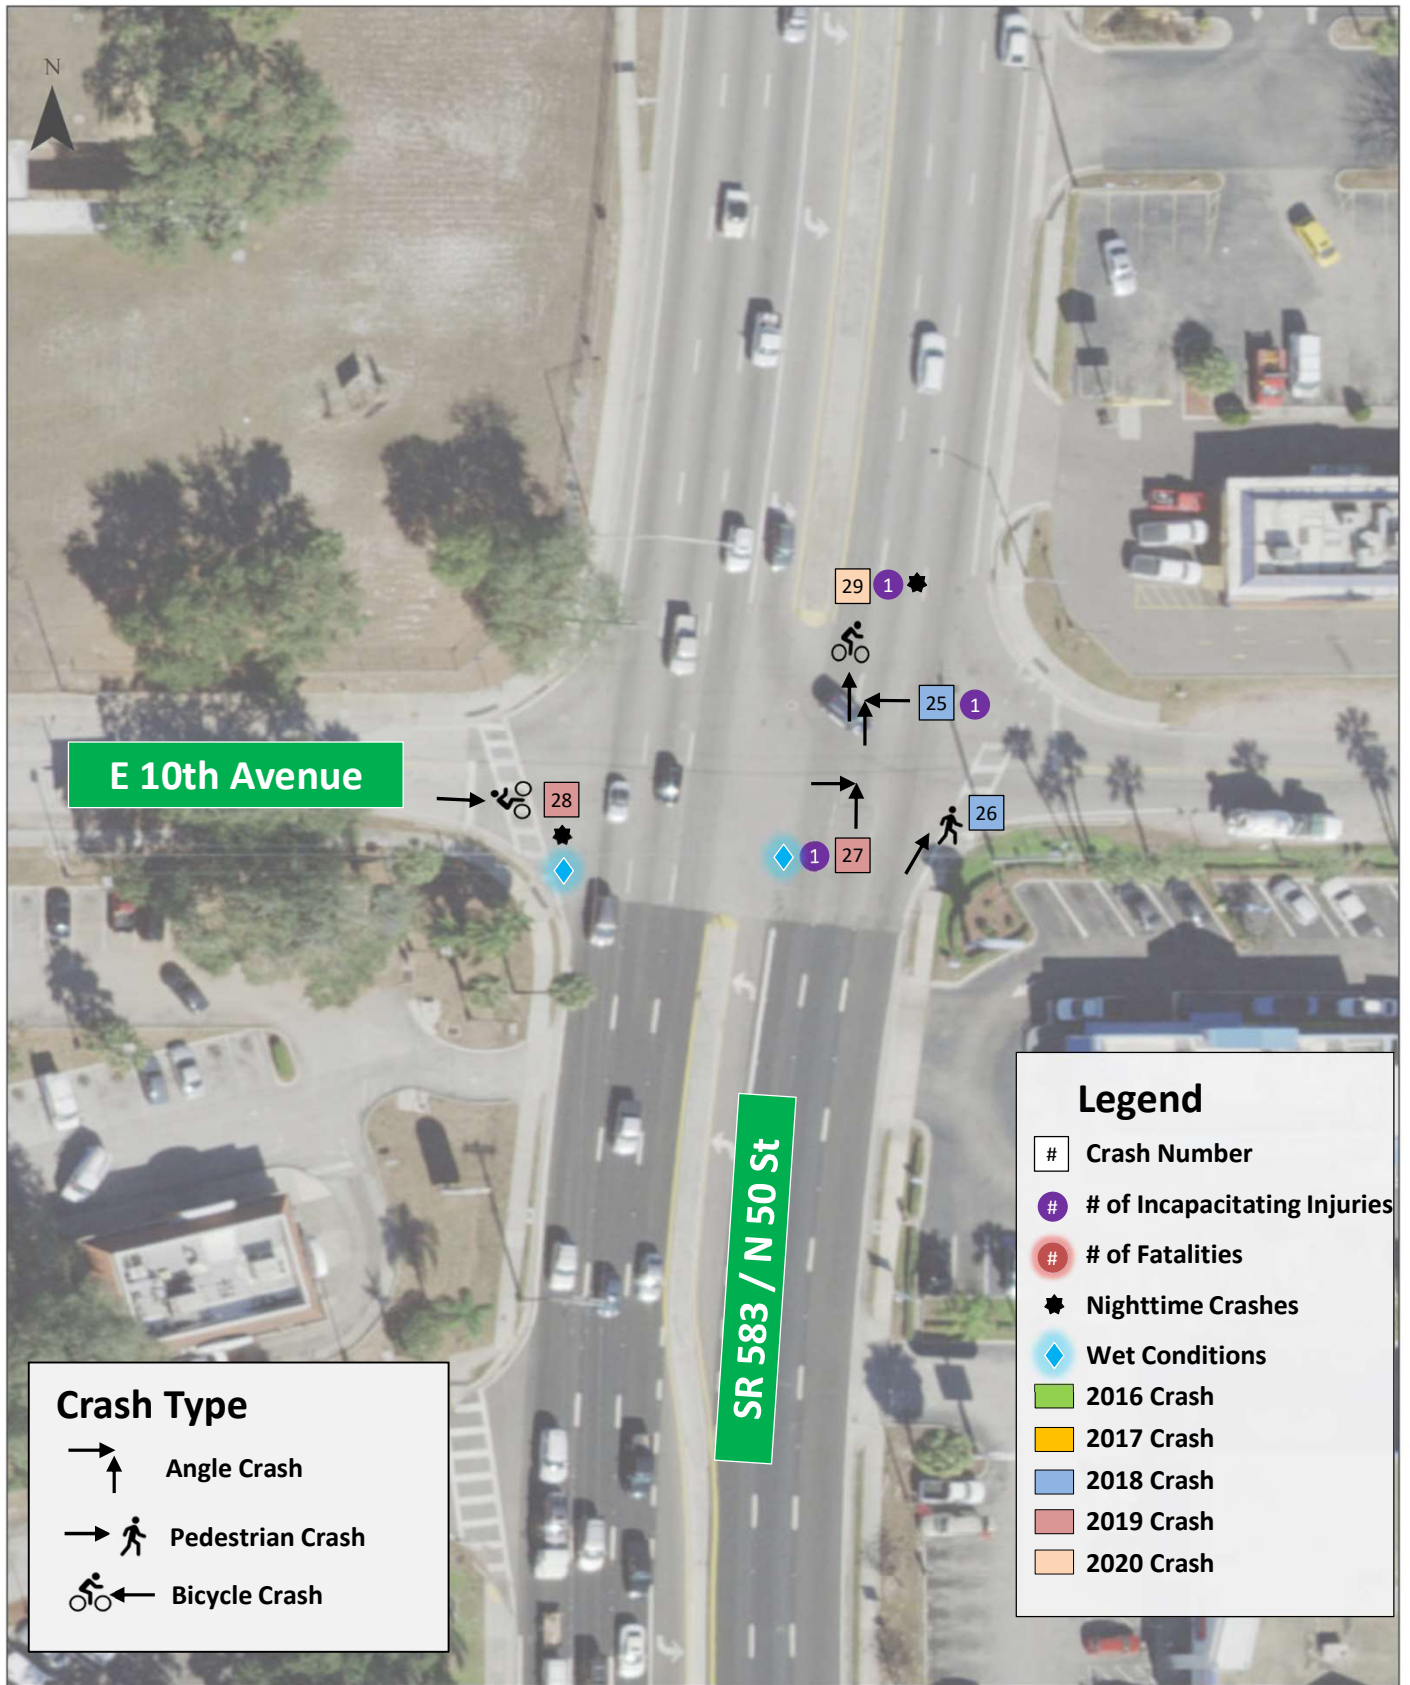 N
29 1
25 1
E 10th Avenue
28
26
1 27
SR 583 / N 50 St
Legend
# Crash Number
# # of Incapacitating Injuries
# # of Fatalities
Nighttime Crashes
Wet Conditions
2016 Crash
2017 Crash
2018 Crash
2019 Crash
2020 Crash
Crash Type
Angle Crash
Pedestrian Crash
Bicycle Crash